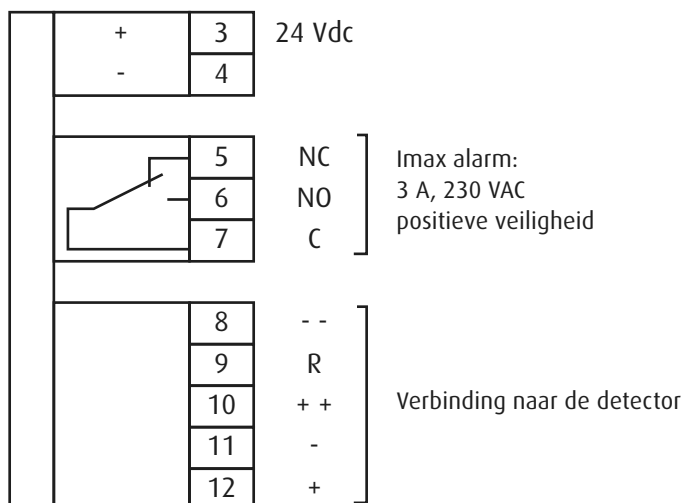 + 3 24 Vdc
- 4
5 NC
6 NO
7 C
Imax alarm:
3 A, 230 VAC
positieve veiligheid
8 - -
9 R
10 + +
11 -
12 +
Verbinding naar de detector